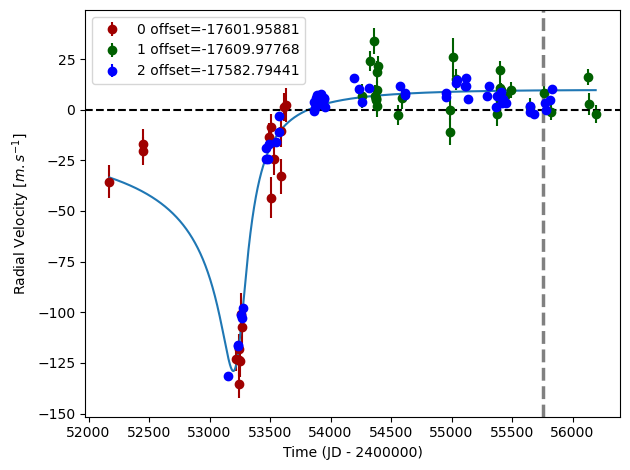 0 offset=-17601.95881
1 offset=-17609.97768
2 offset=-17582.79441
25
0
−25
−50
−75
−100
−125
−150
Radial Velocity [m. s⁻¹]
52000 52500 53000 53500 54000 54500 55000 55500 56000
Time (JD - 2400000)